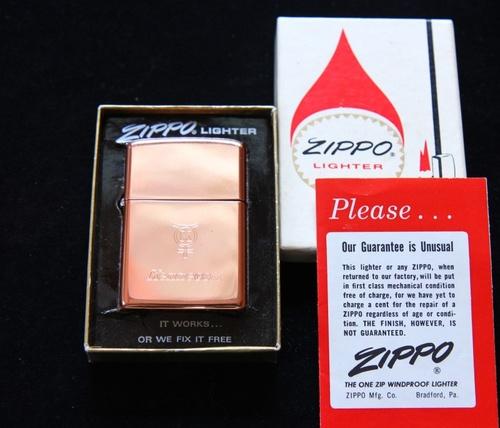 ZIPPO
LIGHTER
ZIPPO LIGHTER
IT WORKS...
OR WE FIX IT FREE
Please...
Our Guarantee is Unusual
This lighter or any ZIPPO, when
returned to our factory, will be put
in first class mechanical condition
free of charge, for we have yet to
charge a cent for the repair of a
ZIPPO regardless of age or condi-
tion. THE FINISH, HOWEVER, IS
NOT GUARANTEED.
ZIPPO
®
THE ONE ZIP WINDPROOF LIGHTER
ZIPPO Mfg. Co. Bradford, Pa.